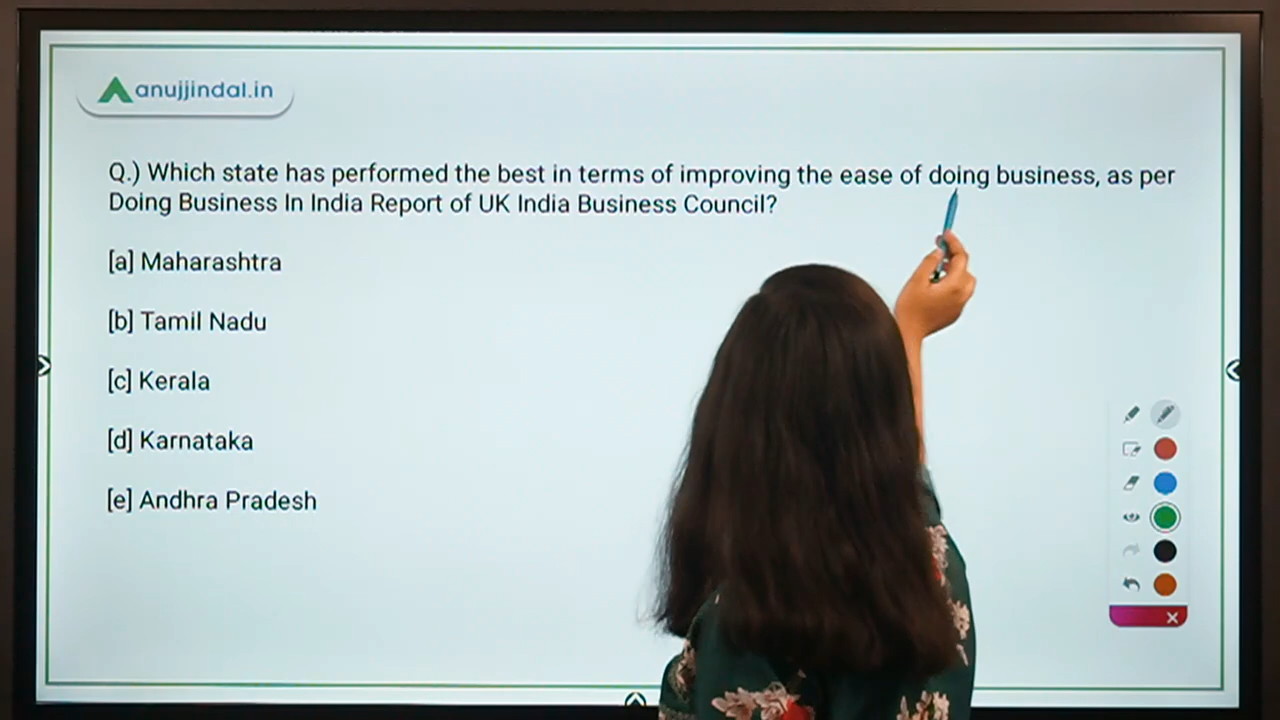 anujjindal.in
Q.) Which state has performed the best in terms of improving the ease of doing business, as per
Doing Business In India Report of UK India Business Council?
[a] Maharashtra
[b] Tamil Nadu
[c] Kerala
[d] Karnataka
[e] Andhra Pradesh